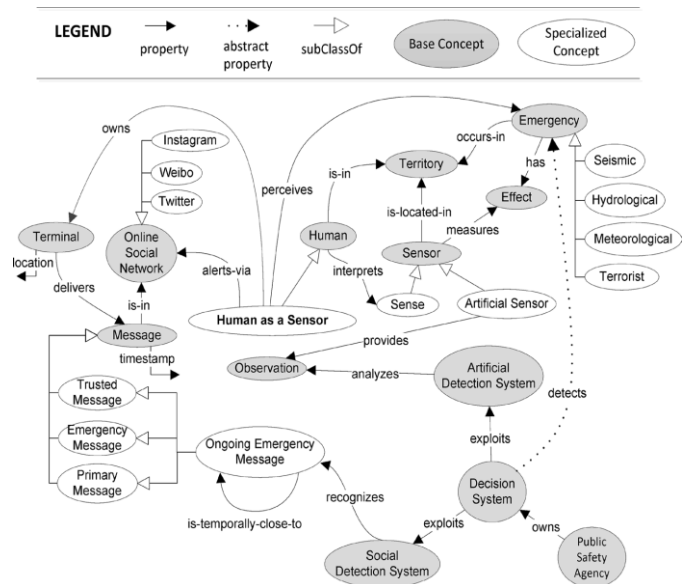 LEGEND
property
abstract
property
subClassOf
Base Concept
Specialized
Concept
owns
Instagram
Weibo
Twitter
perceives
Emergency
occurs-in
Territory
is-in
has
Seismic
Hydrological
Meteorological
Terrorist
Effect
is-located-in
measures
Terminal
location
Online
Social
Network
Human
Sensor
alerts-via
interprets
delivers
is-in
Sense
Artificial Sensor
Human as a Sensor
Message
timestamp
provides
Observation
analyzes
Artificial
Detection System
detects
Trusted
Message
Emergency
Message
Primary
Message
Ongoing Emergency
Message
exploits
recognizes
Decision
System
is-temporally-close-to
exploits
owns
Social
Detection System
Public
Safety
Agency